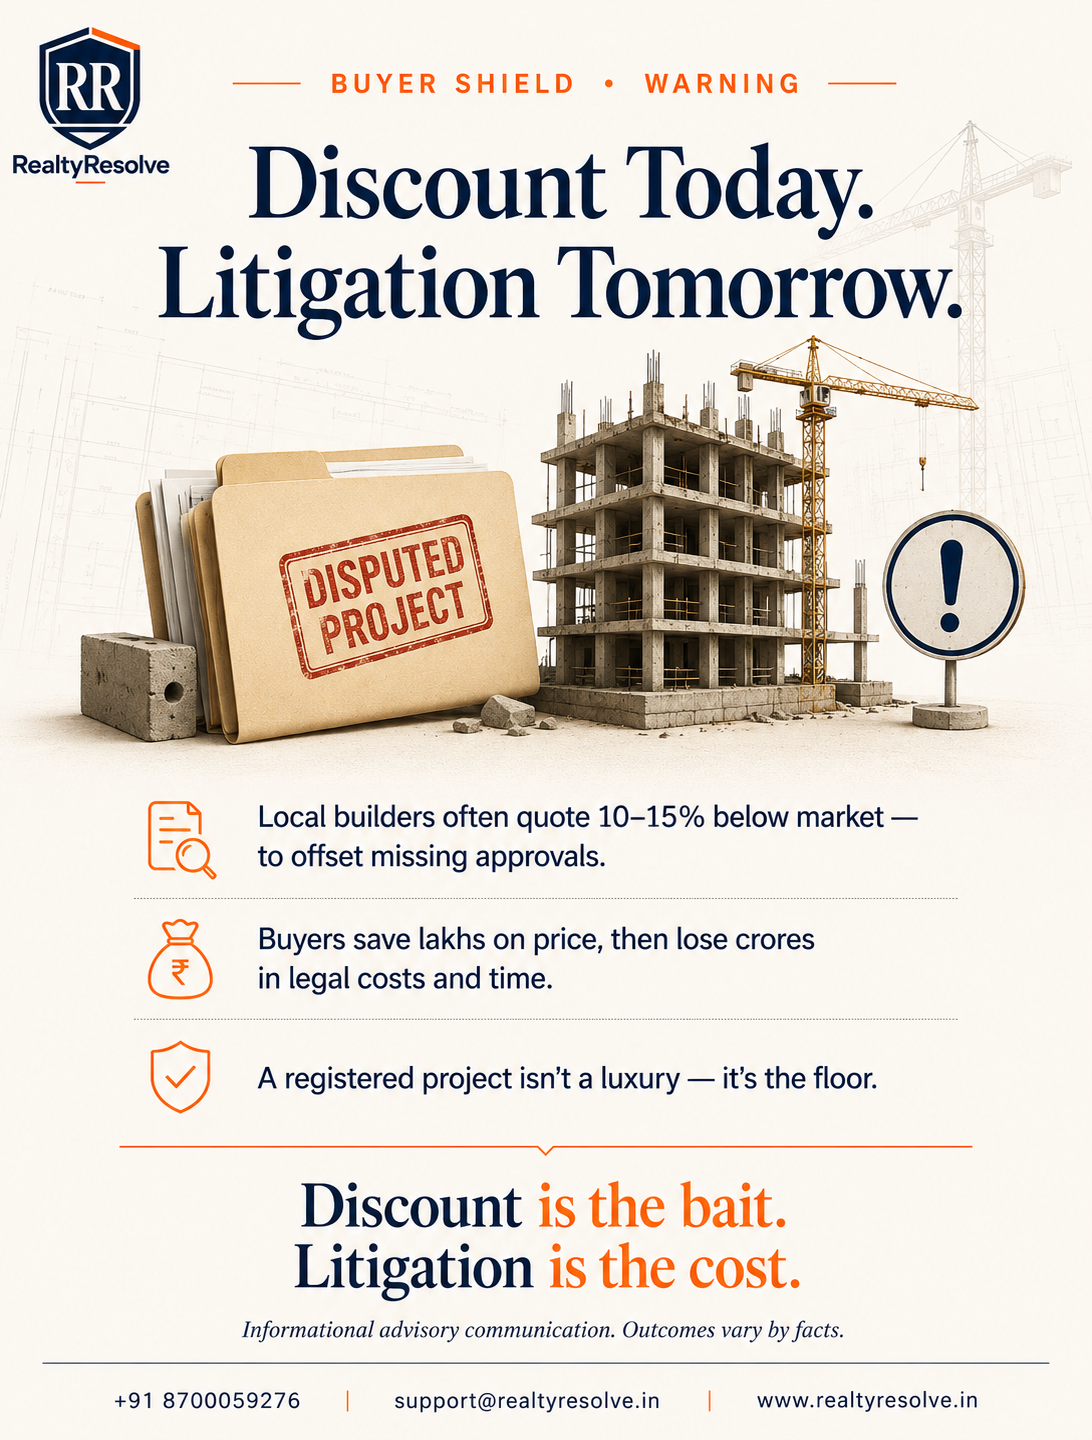 RR
RealtyResolve
BUYER SHIELD • WARNING
Discount Today.
Litigation Tomorrow.
DISPUTED
PROJECT
!
Local builders often quote 10–15% below market —
to offset missing approvals.
₹
Buyers save lakhs on price, then lose crores
in legal costs and time.
A registered project isn’t a luxury — it’s the floor.
Discount is the bait.
Litigation is the cost.
Informational advisory communication. Outcomes vary by facts.
+91 8700059276 | support@realtyresolve.in | www.realtyresolve.in